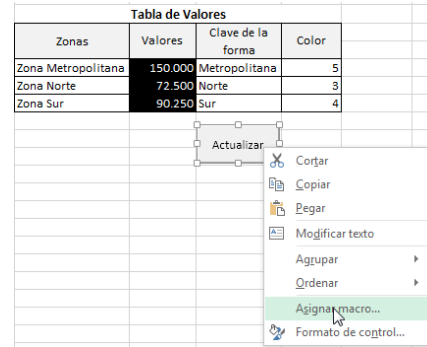 Tabla de Valores
Zonas Valores Clave de la forma Color
Zona Metropolitana 150.000 Metropolitana 5
Zona Norte 72.500 Norte 3
Zona Sur 90.250 Sur 4
Actualizar
Cortar
Copiar
Pegar
Modificar texto
Agrupar
Ordenar
Asignar macro...
Formato de control...